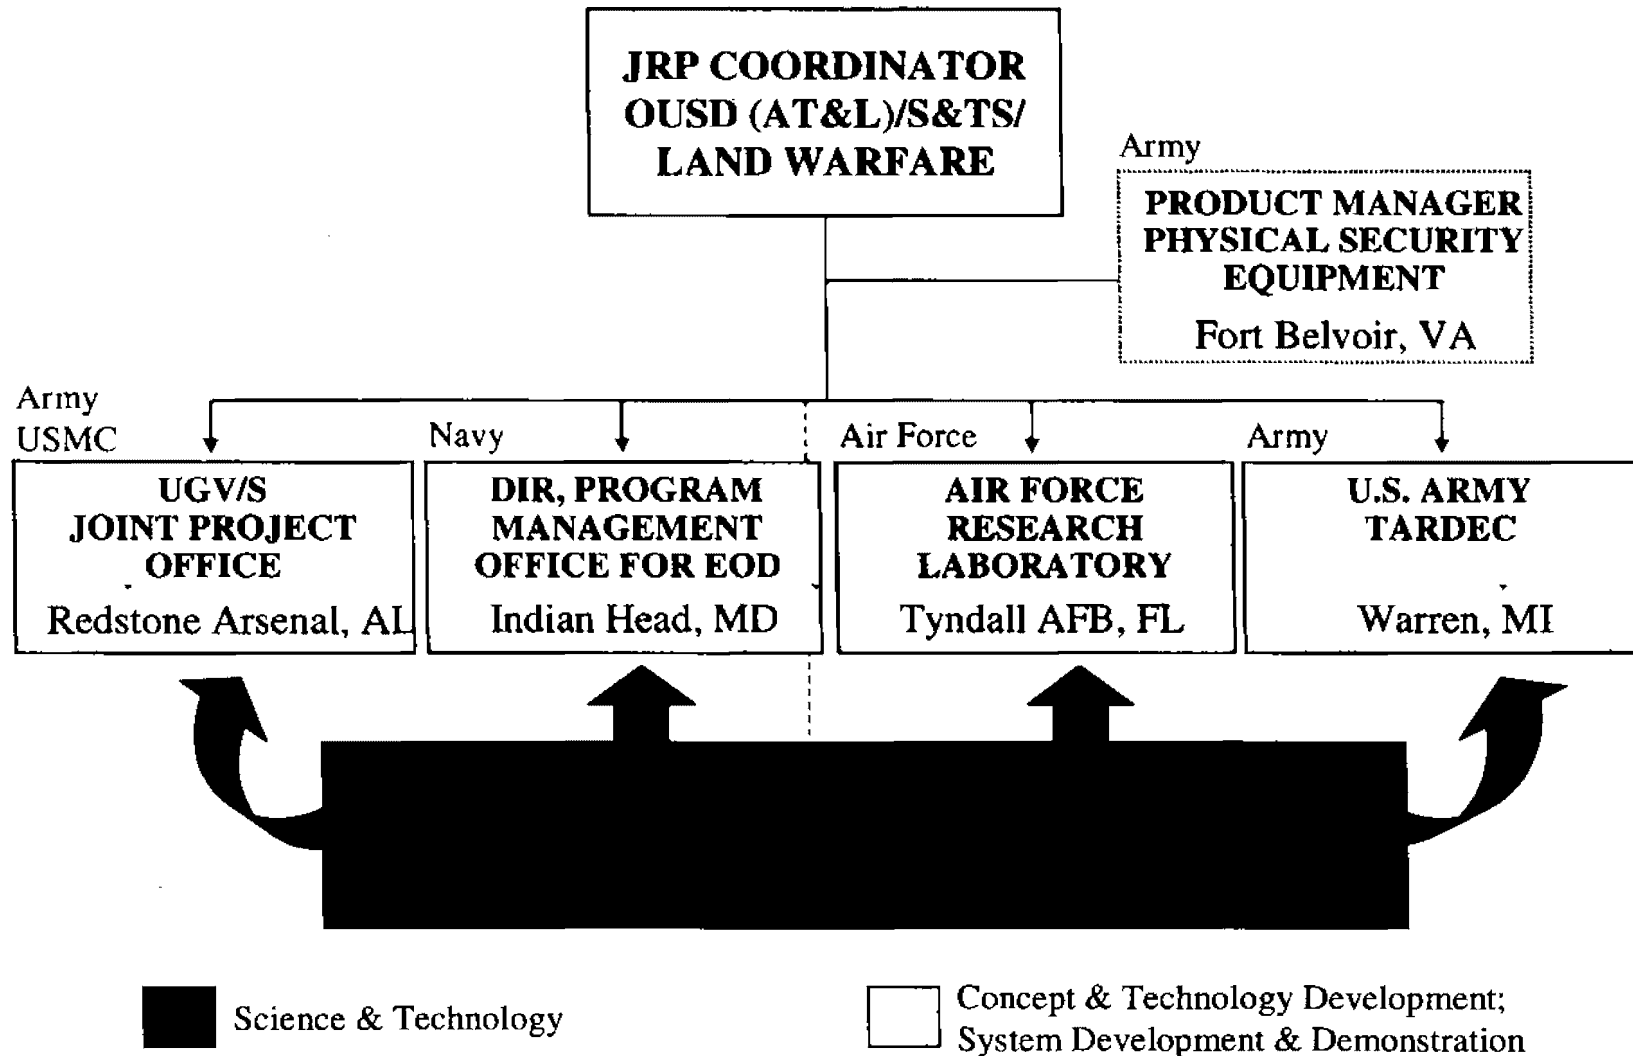 JRP COORDINATOR
OUSD (AT&L)/S&TS/
LAND WARFARE
Army
PRODUCT MANAGER
PHYSICAL SECURITY
EQUIPMENT
Fort Belvoir, VA
Army
USMC
UGV/S
JOINT PROJECT
OFFICE
Redstone Arsenal, AL
Navy
DIR, PROGRAM
MANAGEMENT
OFFICE FOR EOD
Indian Head, MD
Air Force
AIR FORCE
RESEARCH
LABORATORY
Tyndall AFB, FL
Army
U.S. ARMY
TARDEC
Warren, MI
Science & Technology
Concept & Technology Development;
System Development & Demonstration